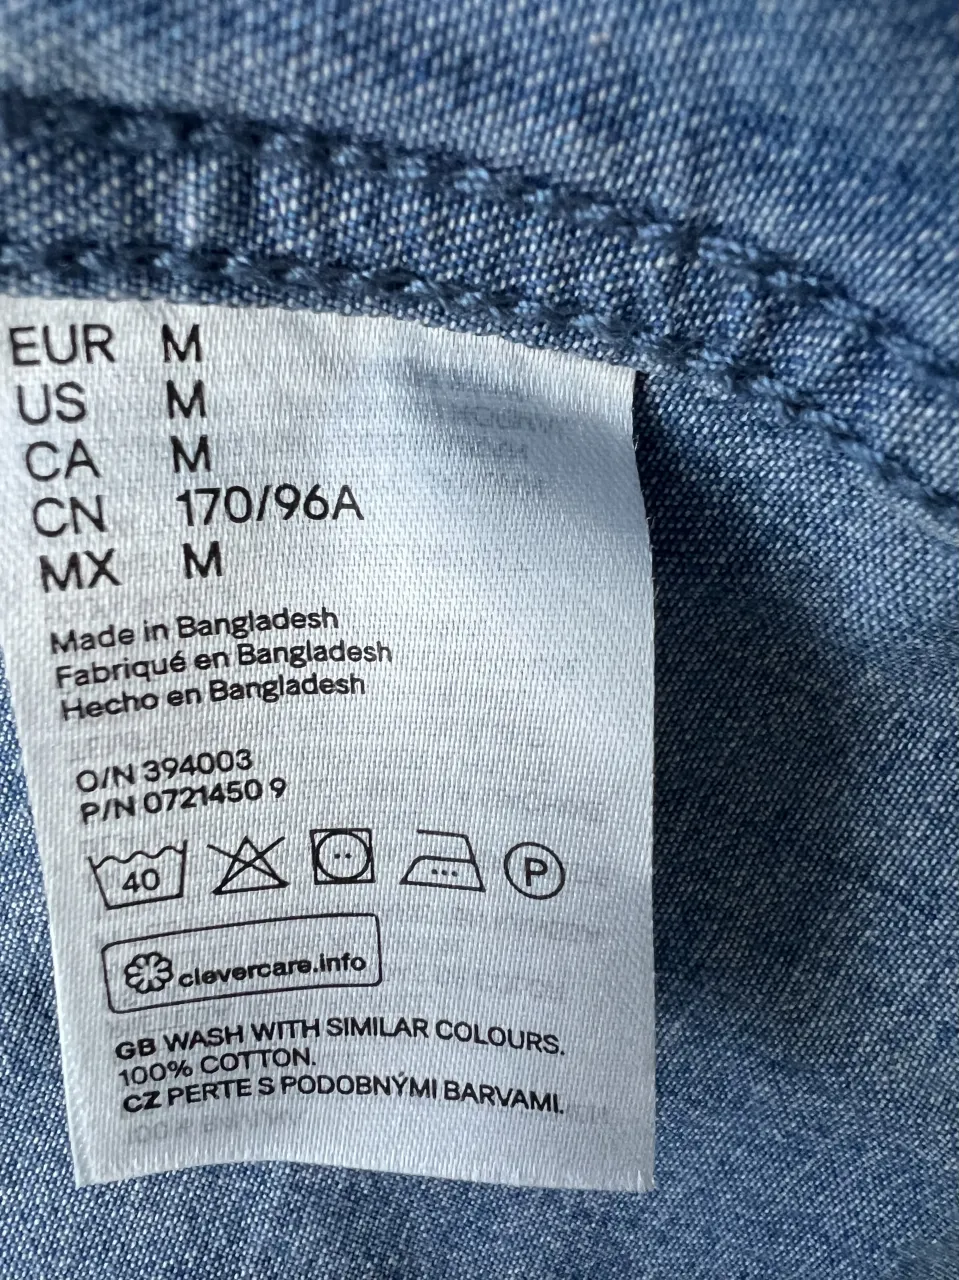 EUR M
US M
CA M
CN 170/96A
MX M
Made in Bangladesh
Fabriqué en Bangladesh
Hecho en Bangladesh
O/N 394003
P/N 0721450 9
40 P
clevercare.info
GB WASH WITH SIMILAR COLOURS.
100% COTTON.
CZ PERTE S PODOBNÝMI BARVAMI.